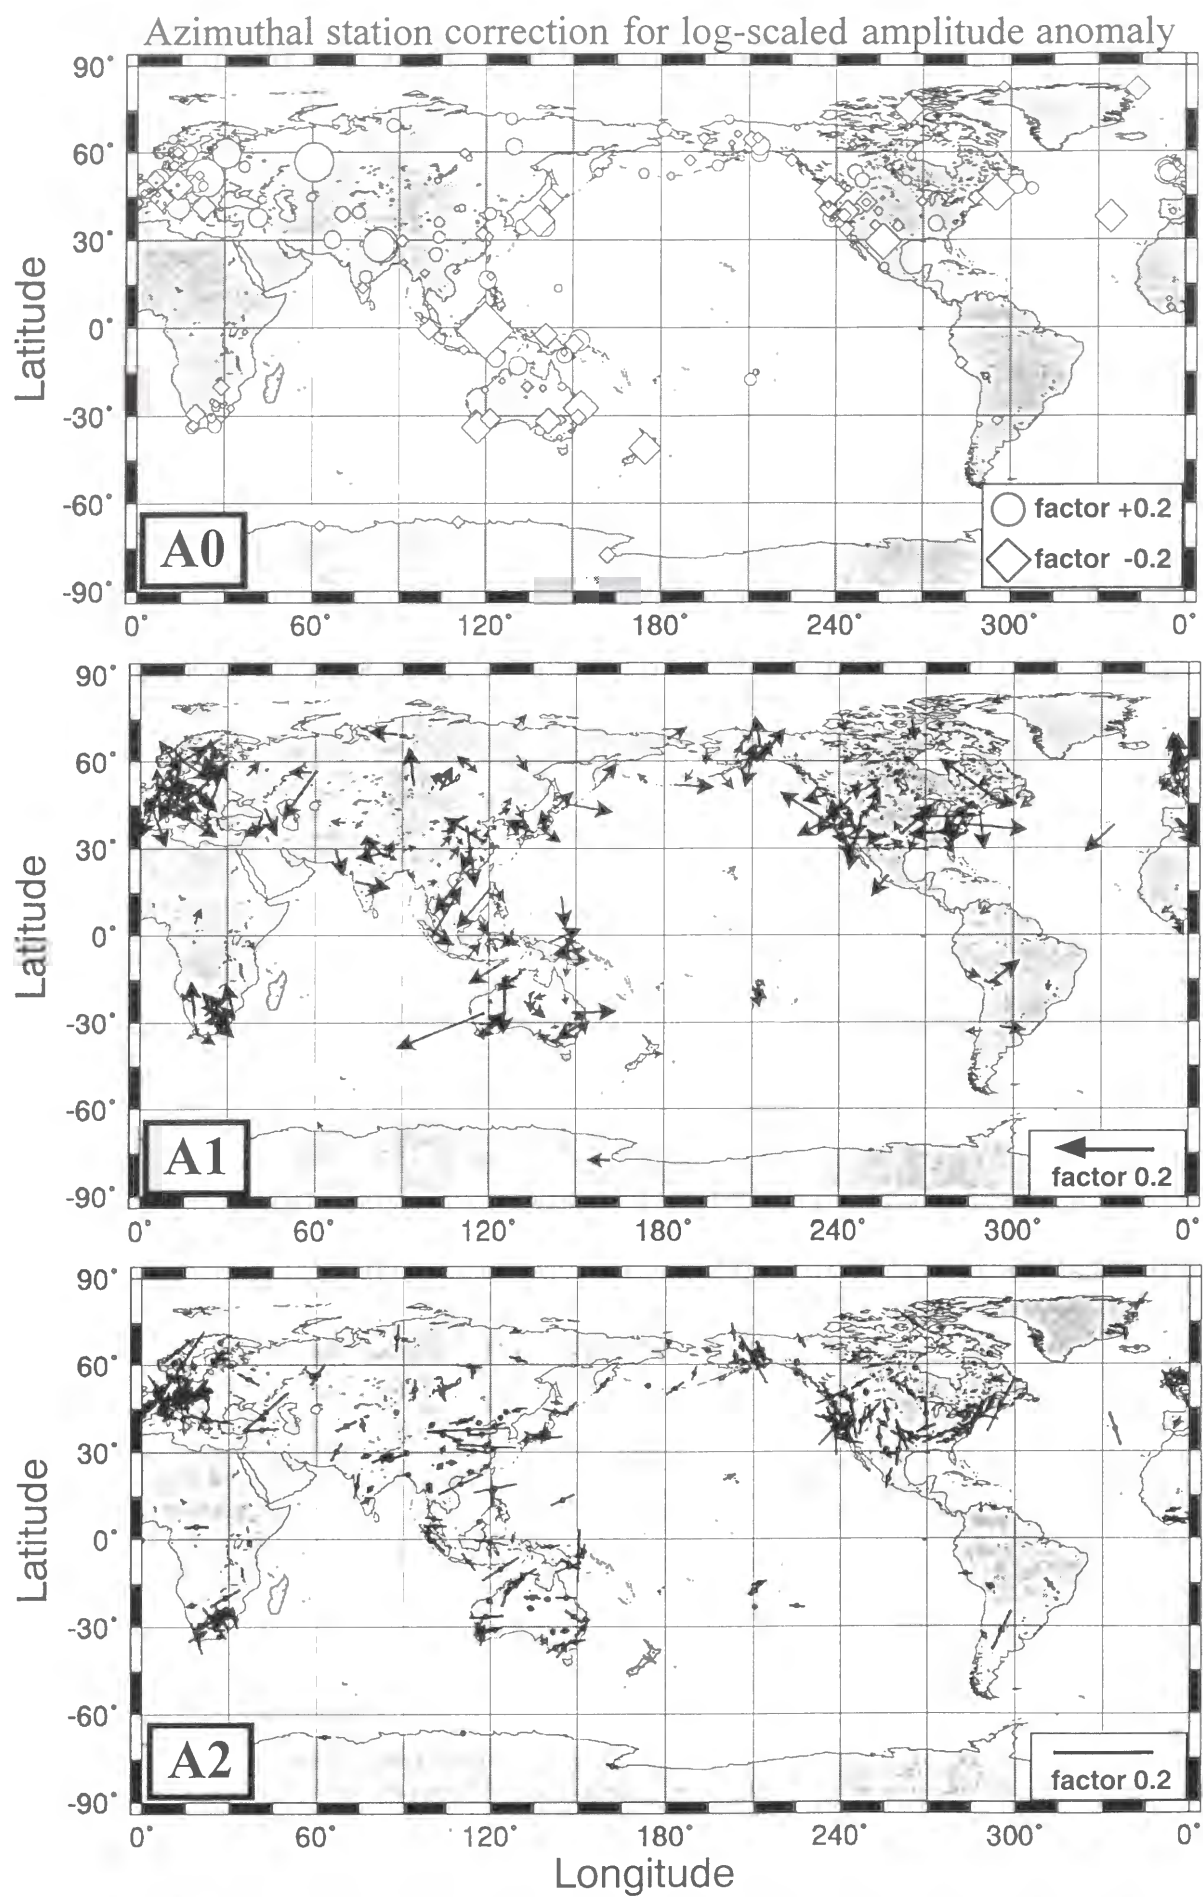 Azimuthal station correction for log-scaled amplitude anomaly
90°
60°
30°
0°
-30°
-60°
-90°
Latitude
A0
factor +0.2
factor -0.2
0° 60° 120° 180° 240° 300° 0°
90°
60°
30°
0°
-30°
-60°
-90°
Latitude
A1
factor 0.2
0° 60° 120° 180° 240° 300° 0°
90°
60°
30°
0°
-30°
-60°
-90°
Latitude
A2
factor 0.2
0° 60° 120° 180° 240° 300° 0°
Longitude